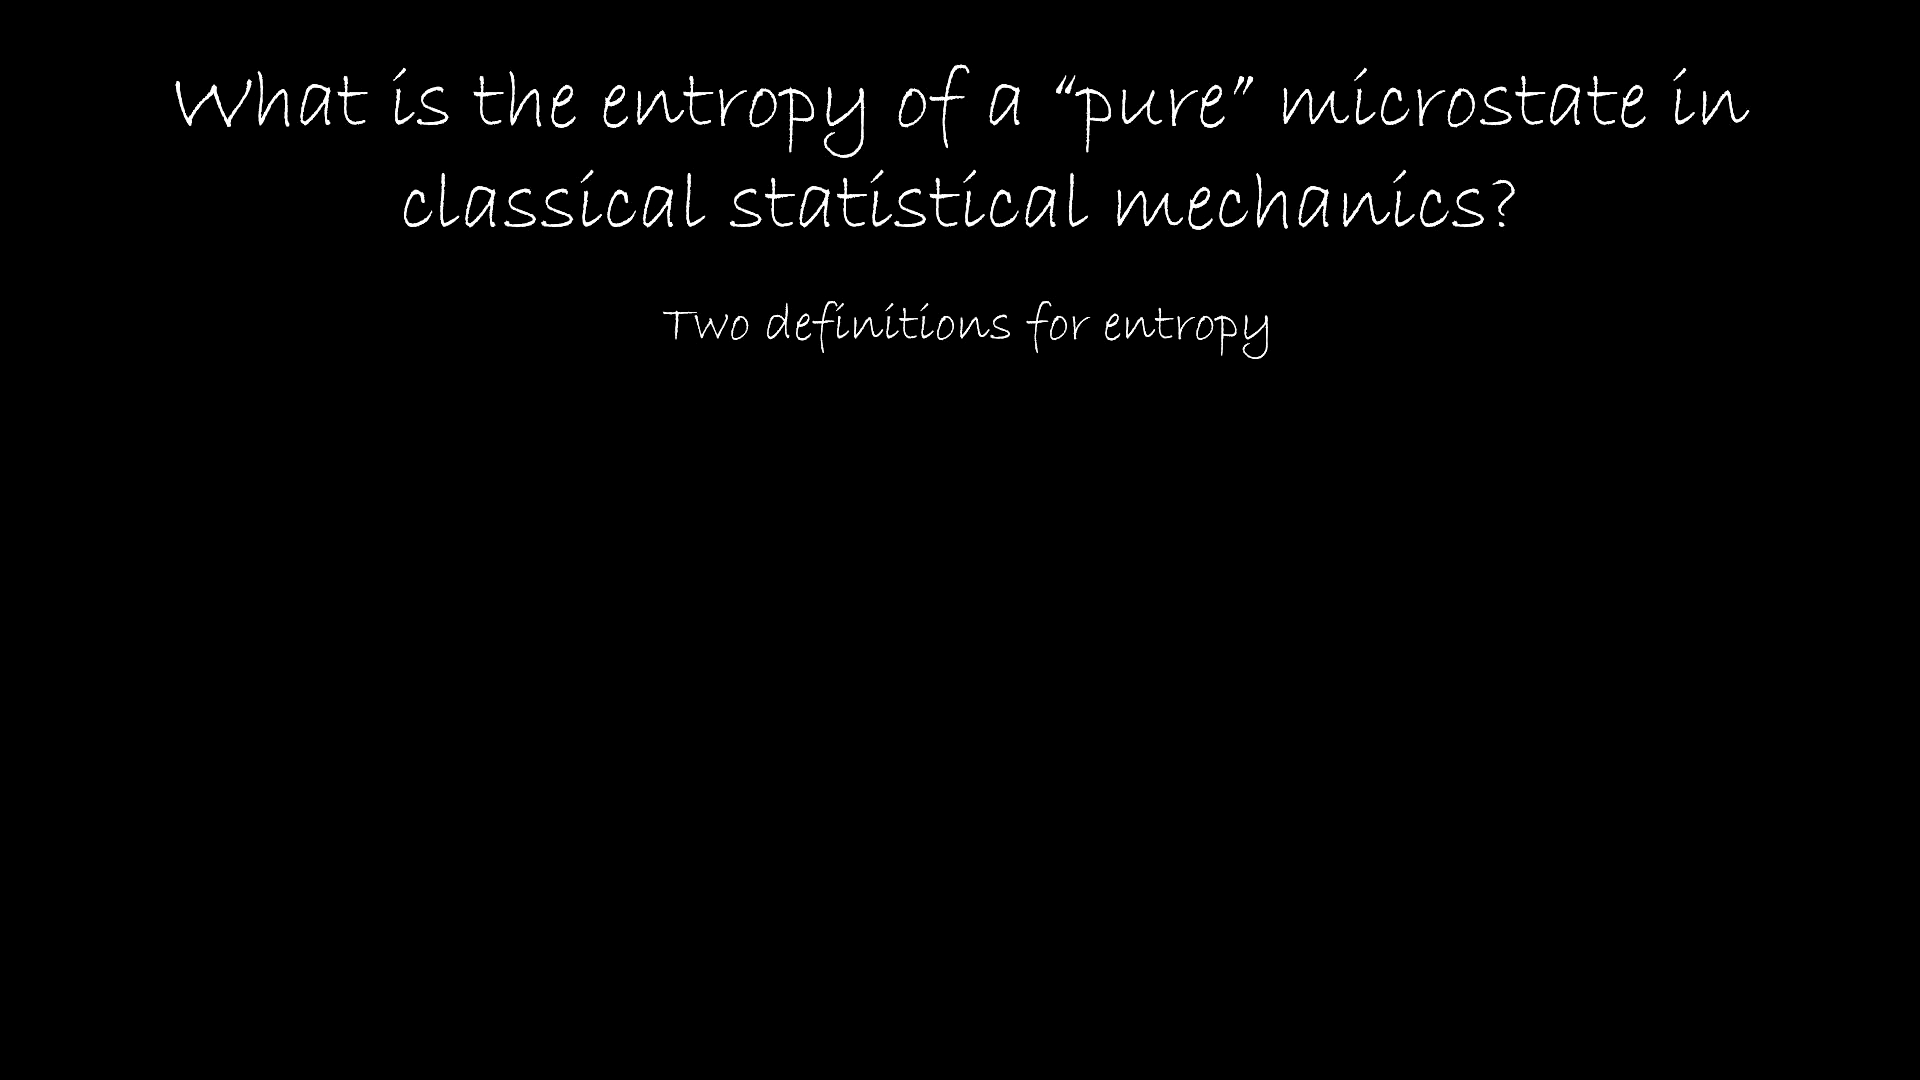 What is the entropy of a “pure” microstate in
classical statistical mechanics?
Two definitions for entropy